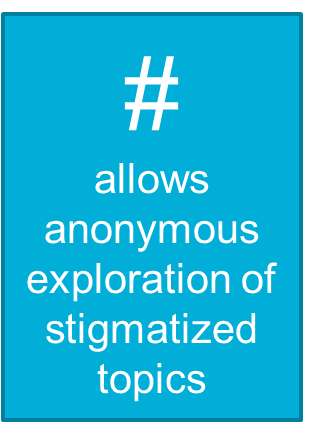 #
allows
anonymous
exploration of
stigmatized
topics